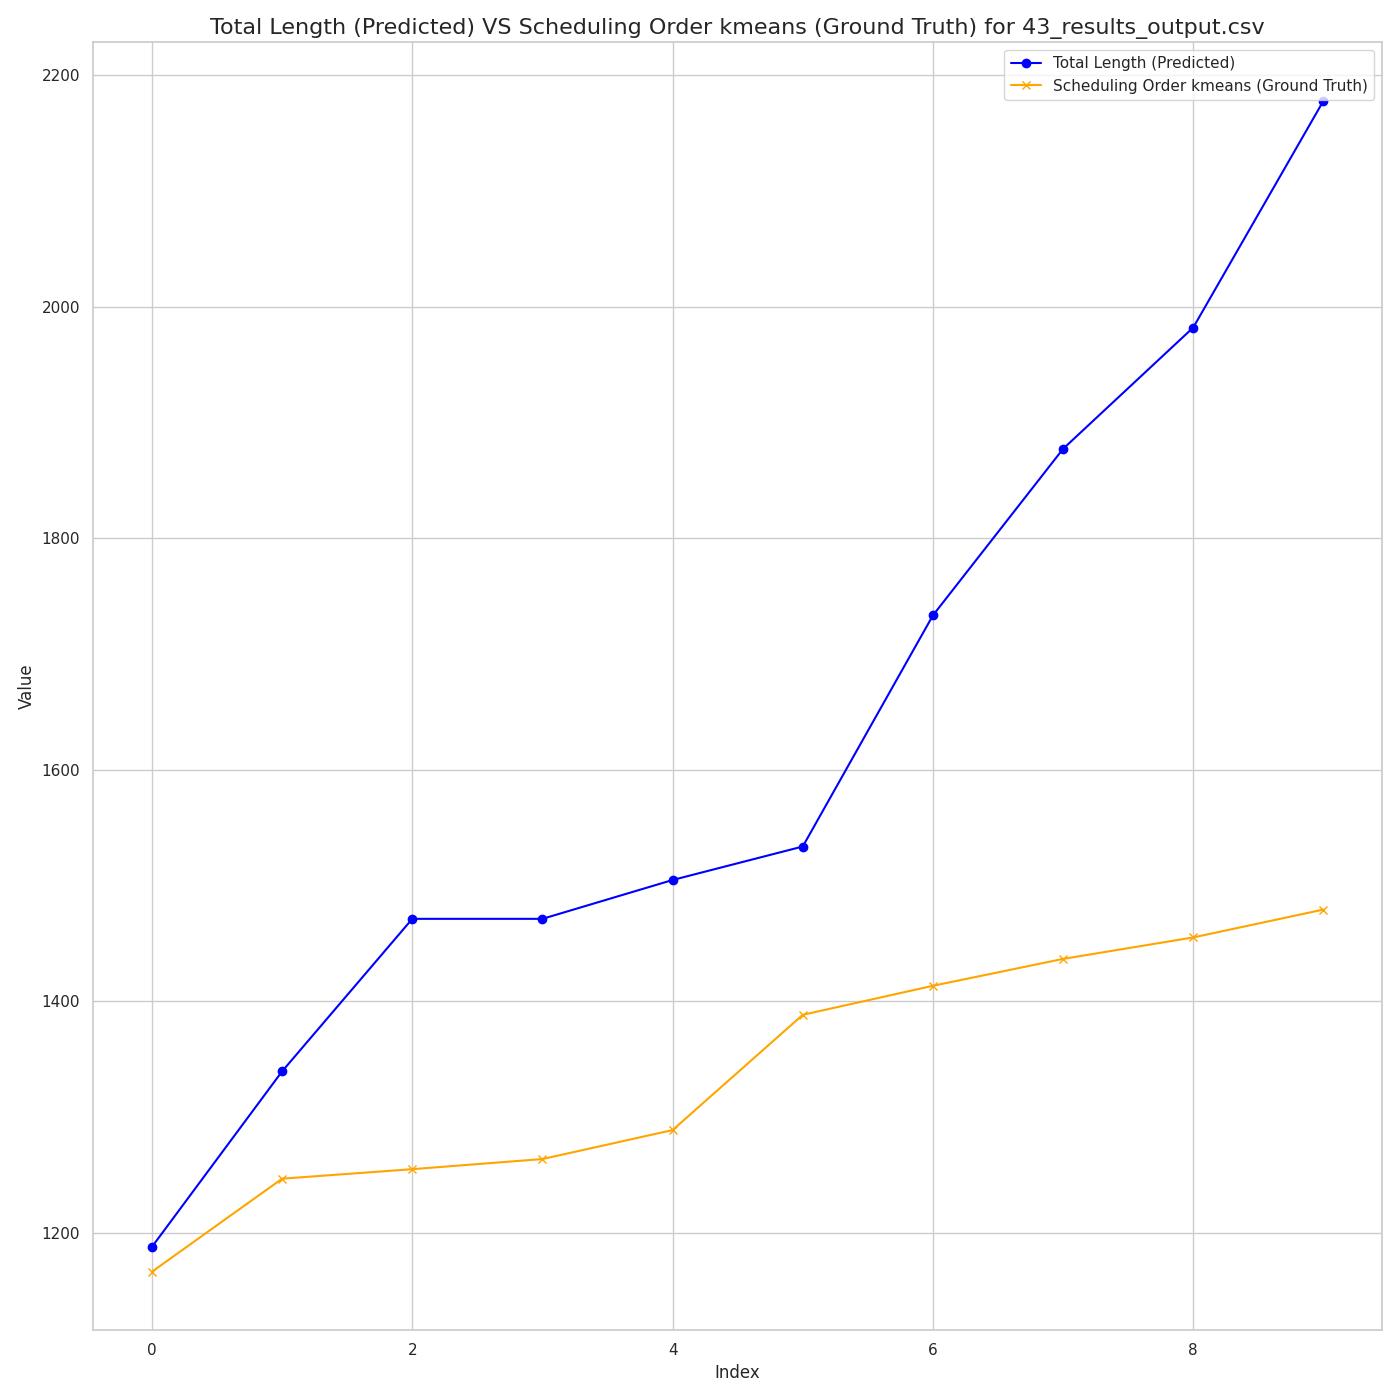 Total Length (Predicted) VS Scheduling Order kmeans (Ground Truth) for 43_results_output.csv
Total Length (Predicted)
Scheduling Order kmeans (Ground Truth)
2200
2000
1800
1600
1400
1200
Value
0 2 4 6 8
Index